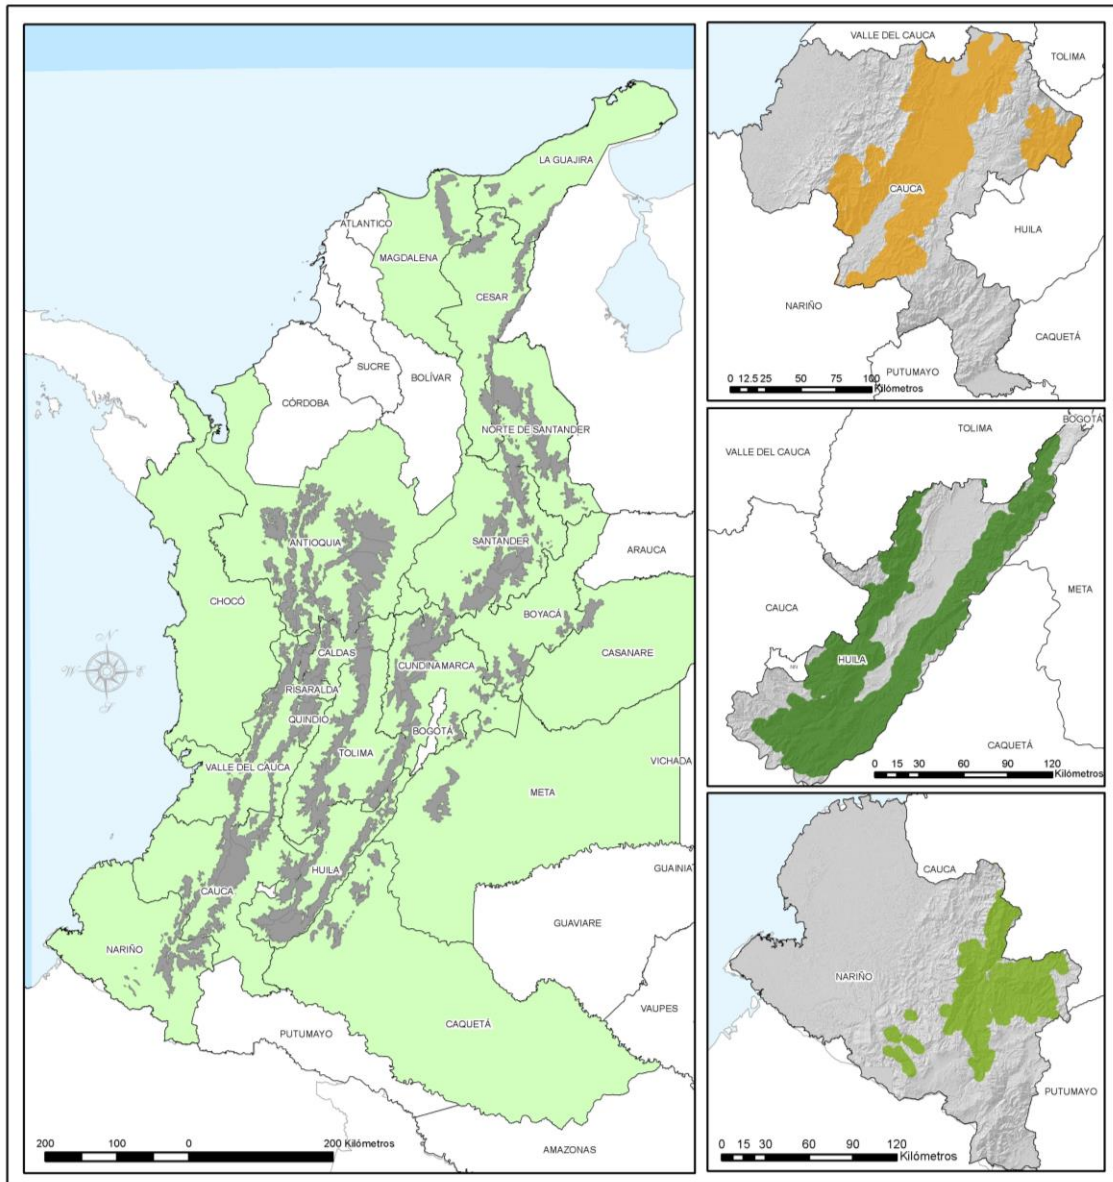 LA GUAJIRA
ATLANTICO
MAGDALENA
CESAR
SUCRE
BOLÍVAR
CÓRDOBA
NORTE DE SANTANDER
ANTIOQUIA
SANTANDER
ARAUCA
CHOCÓ
BOYACÁ
CALDAS
CUNDINAMARCA
CASANARE
RISARALDA
QUINDIO
BOGOTÁ
TOLIMA
VALLE DEL CAUCA
VICHADA
META
HUILA
GUAINIA
CAUCA
GUAVIARE
NARIÑO
VAUPES
CAQUETÁ
PUTUMAYO
AMAZONAS
N
E
S
W
200 100 0 200 Kilómetros
VALLE DEL CAUCA
TOLIMA
CAUCA
HUILA
NARIÑO
CAQUETÁ
PUTUMAYO
0 12.525 50 75 100
Kilómetros
BOGOTÁ
TOLIMA
VALLE DEL CAUCA
META
CAUCA
HUILA
CAQUETÁ
0 15 30 60 90 120
Kilómetros
CAUCA
NARIÑO
PUTUMAYO
0 15 30 60 90 120
Kilómetros